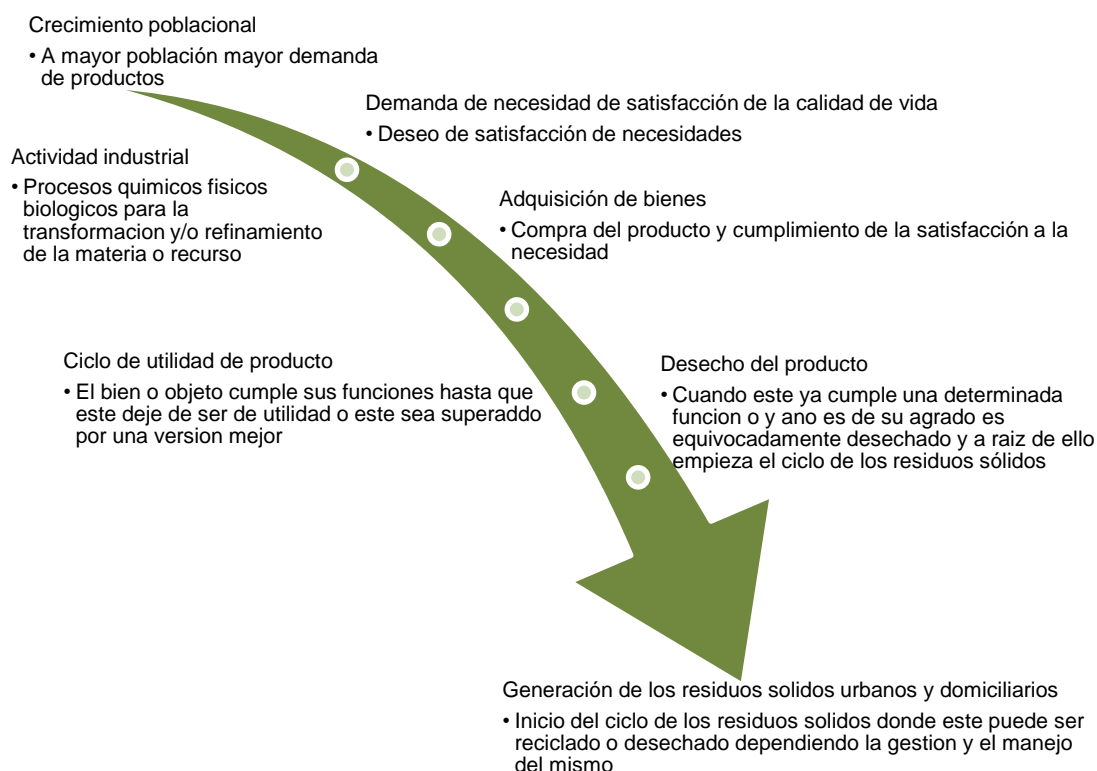 Crecimiento poblacional
• A mayor población mayor demanda
de productos
Demanda de necesidad de satisfacción de la calidad de vida
• Deseo de satisfacción de necesidades
Actividad industrial
• Procesos quimicos fisicos
biologicos para la
transformacion y/o refinamiento
de la materia o recurso
Adquisición de bienes
• Compra del producto y cumplimiento de la satisfacción a la
necesidad
Ciclo de utilidad de producto
• El bien o objeto cumple sus funciones hasta que
este deje de ser de utilidad o este sea superaddo
por una version mejor
Desecho del producto
• Cuando este ya cumple una determinada
funcion o y ano es de su agrado es
equivocadamente desechado y a raiz de ello
empieza el ciclo de los residuos sólidos
Generación de los residuos solidos urbanos y domiciliarios
• Inicio del ciclo de los residuos solidos donde este puede ser
reciclado o desechado dependiendo la gestion y el manejo
del mismo